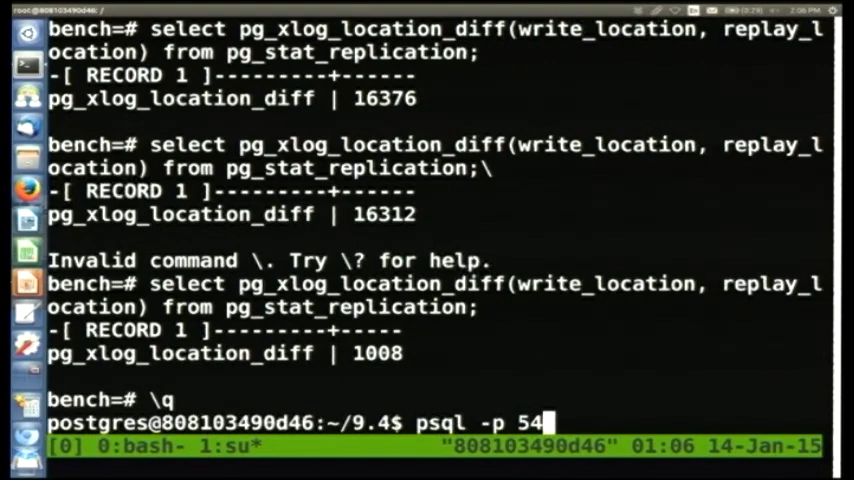 root@808103490d46: /
(0:29)
2:06 PM
bench=# select pg_xlog_location_diff(write_location, replay_l
ocation) from pg_stat_replication;
-[ RECORD 1 ]---------+------
pg_xlog_location_diff | 16376
bench=# select pg_xlog_location_diff(write_location, replay_l
ocation) from pg_stat_replication;\
-[ RECORD 1 ]---------+------
pg_xlog_location_diff | 16312
Invalid command \. Try \? for help.
bench=# select pg_xlog_location_diff(write_location, replay_l
ocation) from pg_stat_replication;
-[ RECORD 1 ]---------+-----
pg_xlog_location_diff | 1008
bench=# \q
postgres@808103490d46:~/9.4$ psql -p 54
[0] 0:bash- 1:su* "808103490d46" 01:06 14-Jan-15